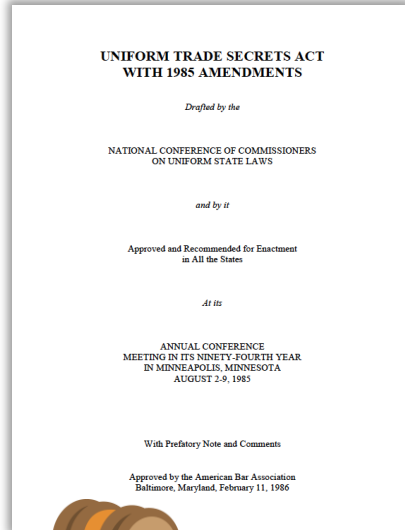 UNIFORM TRADE SECRETS ACT
WITH 1985 AMENDMENTS
Drafted by the
NATIONAL CONFERENCE OF COMMISSIONERS
ON UNIFORM STATE LAWS
and by it
Approved and Recommended for Enactment
in All the States
At its
ANNUAL CONFERENCE
MEETING IN ITS NINETY-FOURTH YEAR
IN MINNEAPOLIS, MINNESOTA
AUGUST 2-9, 1985
With Prefatory Note and Comments
Approved by the American Bar Association
Baltimore, Maryland, February 11, 1986